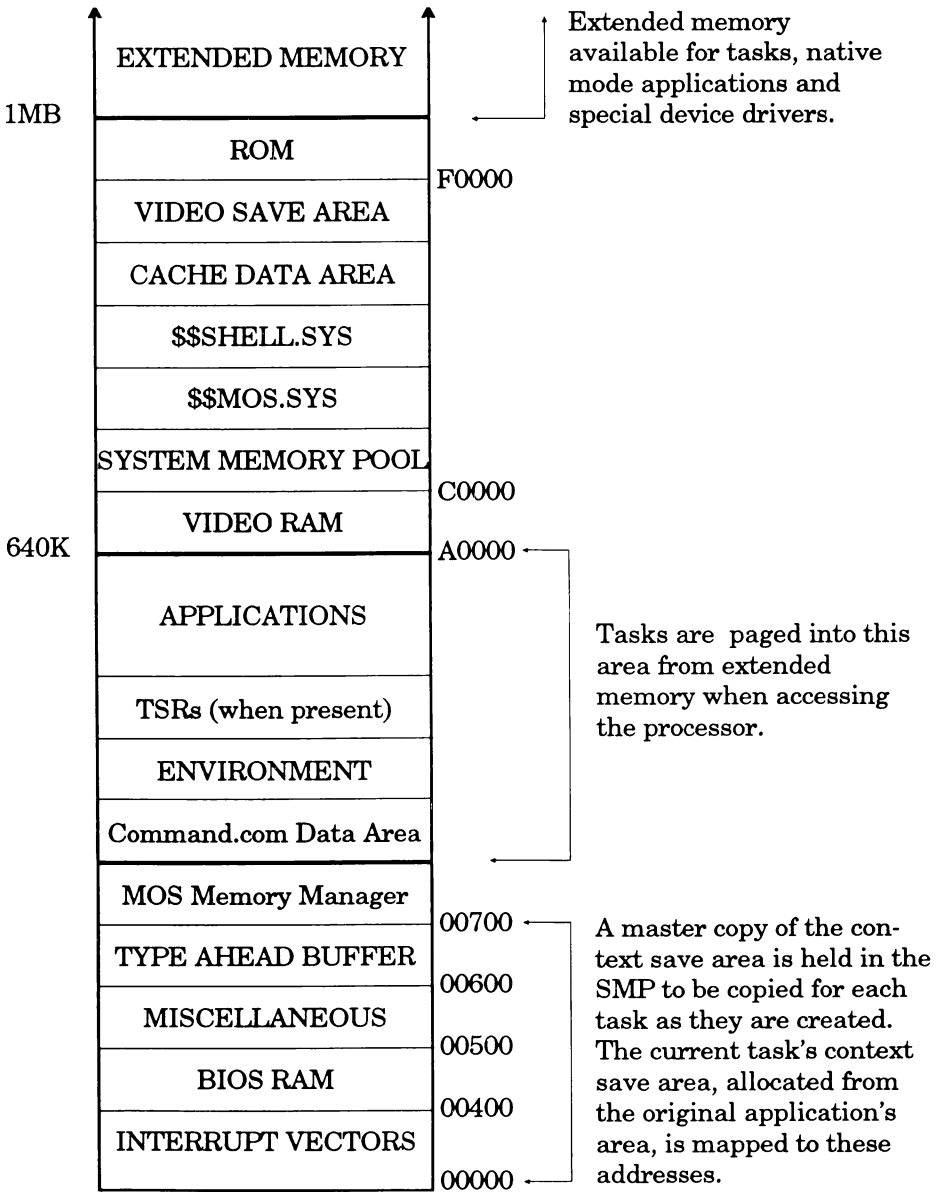 EXTENDED MEMORY
Extended memory
available for tasks, native
mode applications and
special device drivers.
1MB
ROM
F0000
VIDEO SAVE AREA
CACHE DATA AREA
$$SHELL.SYS
$$MOS.SYS
SYSTEM MEMORY POOL
C0000
VIDEO RAM
640K
A0000
APPLICATIONS
Tasks are paged into this
area from extended
memory when accessing
the processor.
TSRs (when present)
ENVIRONMENT
Command.com Data Area
MOS Memory Manager
00700
TYPE AHEAD BUFFER
00600
MISCELLANEOUS
00500
BIOS RAM
00400
INTERRUPT VECTORS
00000
A master copy of the con-
text save area is held in the
SMP to be copied for each
task as they are created.
The current task's context
save area, allocated from
the original application's
area, is mapped to these
addresses.